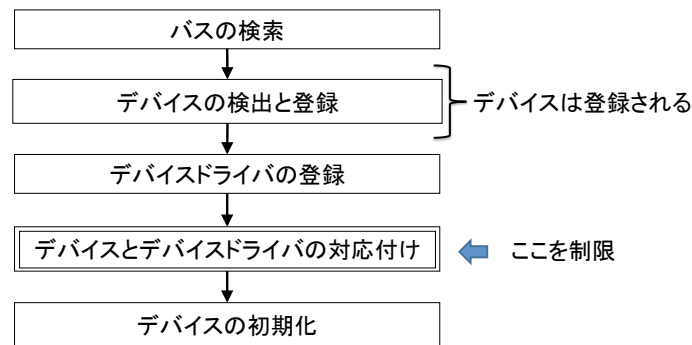 バスの検索
デバイスの検出と登録
デバイスは登録される
デバイスドライバの登録
デバイスとデバイスドライバの対応付け
ここを制限
デバイスの初期化